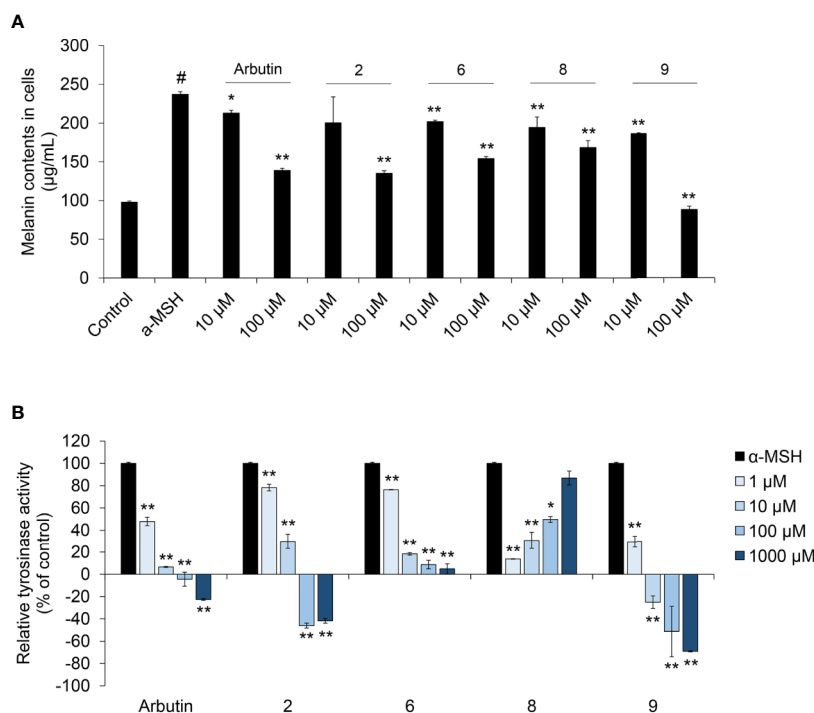 A
Melanin contents in cells
(µg/mL)
300
250
200
150
100
50
0
Arbutin 2 6 8 9
# * ** ** ** ** ** ** ** **
Control a-MSH 10 µM 100 µM 10 µM 100 µM 10 µM 100 µM 10 µM 100 µM 10 µM 100 µM
B
Relative tyrosinase activity
(% of control)
120
100
80
60
40
20
0
-20
-40
-60
-80
-100
** ** ** **
** ** ** **
** ** ** **
** ** *
** ** ** **
Arbutin 2 6 8 9
α-MSH
1 µM
10 µM
100 µM
1000 µM